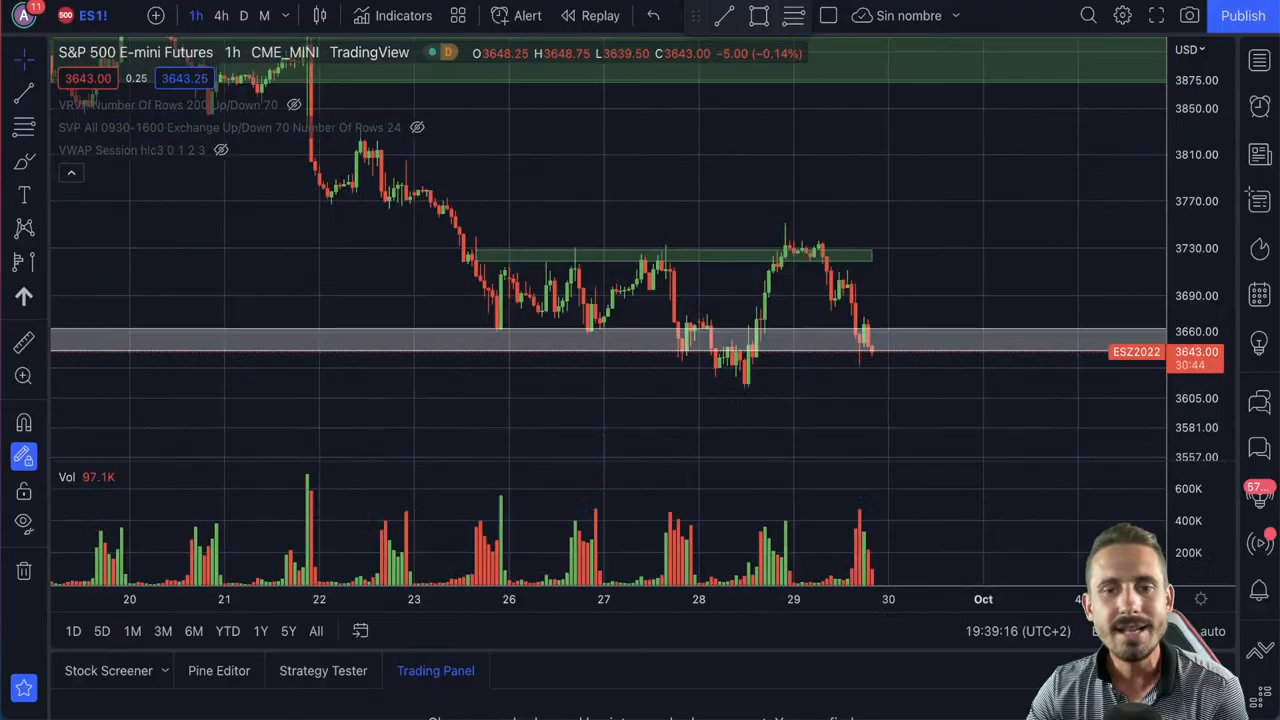 A 11 500 ES1! 1h 4h D M Indicators Alert Replay Sin nombre Publish
S&P 500 E-mini Futures 1h CME_MINI TradingView D O3648.25 H3648.75 L3639.50 C3643.00 −5.00 (−0.14%)
USD
3643.00 0.25 3643.25
3875.00
VRVP Number Of Rows 200 Up/Down 70
3850.00
SVP All 0930-1600 Exchange Up/Down 70 Number Of Rows 24
VWAP Session hlc3 0 1 2 3
3810.00
3770.00
3730.00
3690.00
3660.00
ESZ2022 3643.00
30:44
3605.00
3581.00
3557.00
Vol 97.1K
600K
57...
400K
200K
20 21 22 23 26 27 28 29 30 Oct 4
1D 5D 1M 3M 6M YTD 1Y 5Y All 19:39:16 (UTC+2) auto
Stock Screener Pine Editor Strategy Tester Trading Panel